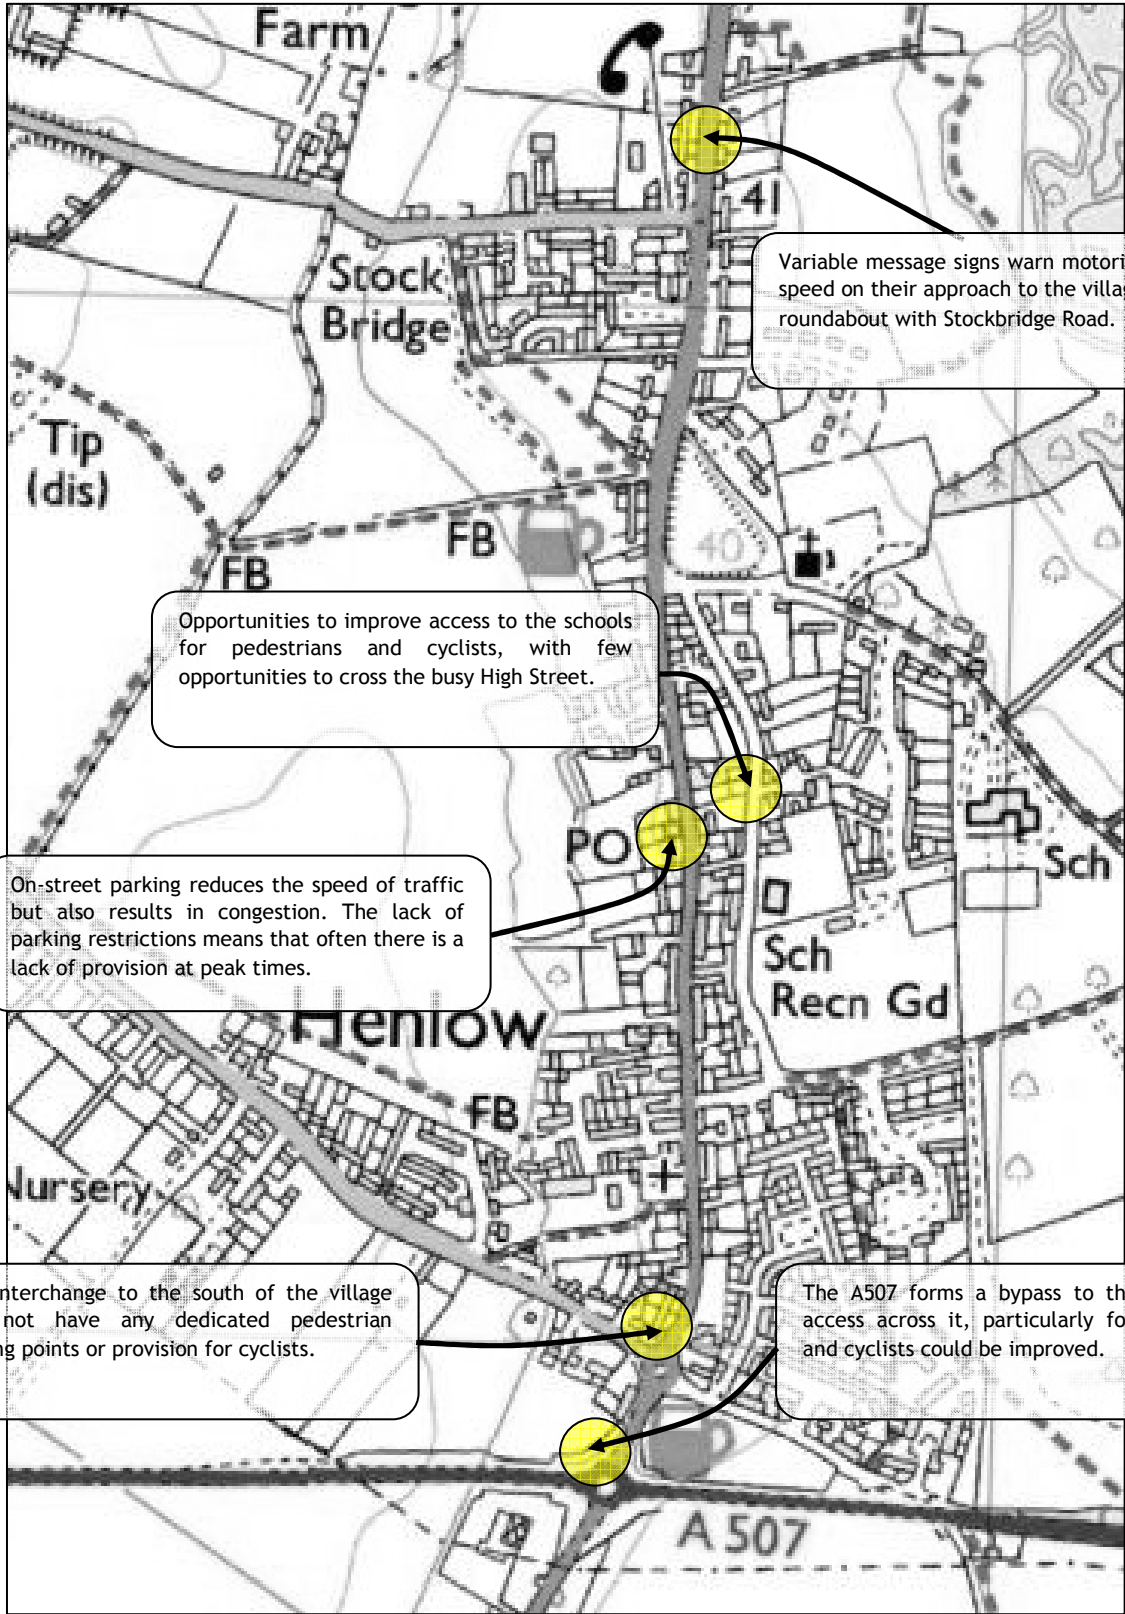 Farm
41
Variable message signs warn motori
speed on their approach to the villag
roundabout with Stockbridge Road.
Stock
Bridge
Tip
(dis)
FB
FB
40
Opportunities to improve access to the schools
for pedestrians and cyclists, with few
opportunities to cross the busy High Street.
PO
Sch
On-street parking reduces the speed of traffic
but also results in congestion. The lack of
parking restrictions means that often there is a
lack of provision at peak times.
Sch
Recn Gd
Henlow
FB
Nursery
nterchange to the south of the village
not have any dedicated pedestrian
ng points or provision for cyclists.
The A507 forms a bypass to th
access across it, particularly fo
and cyclists could be improved.
A 507